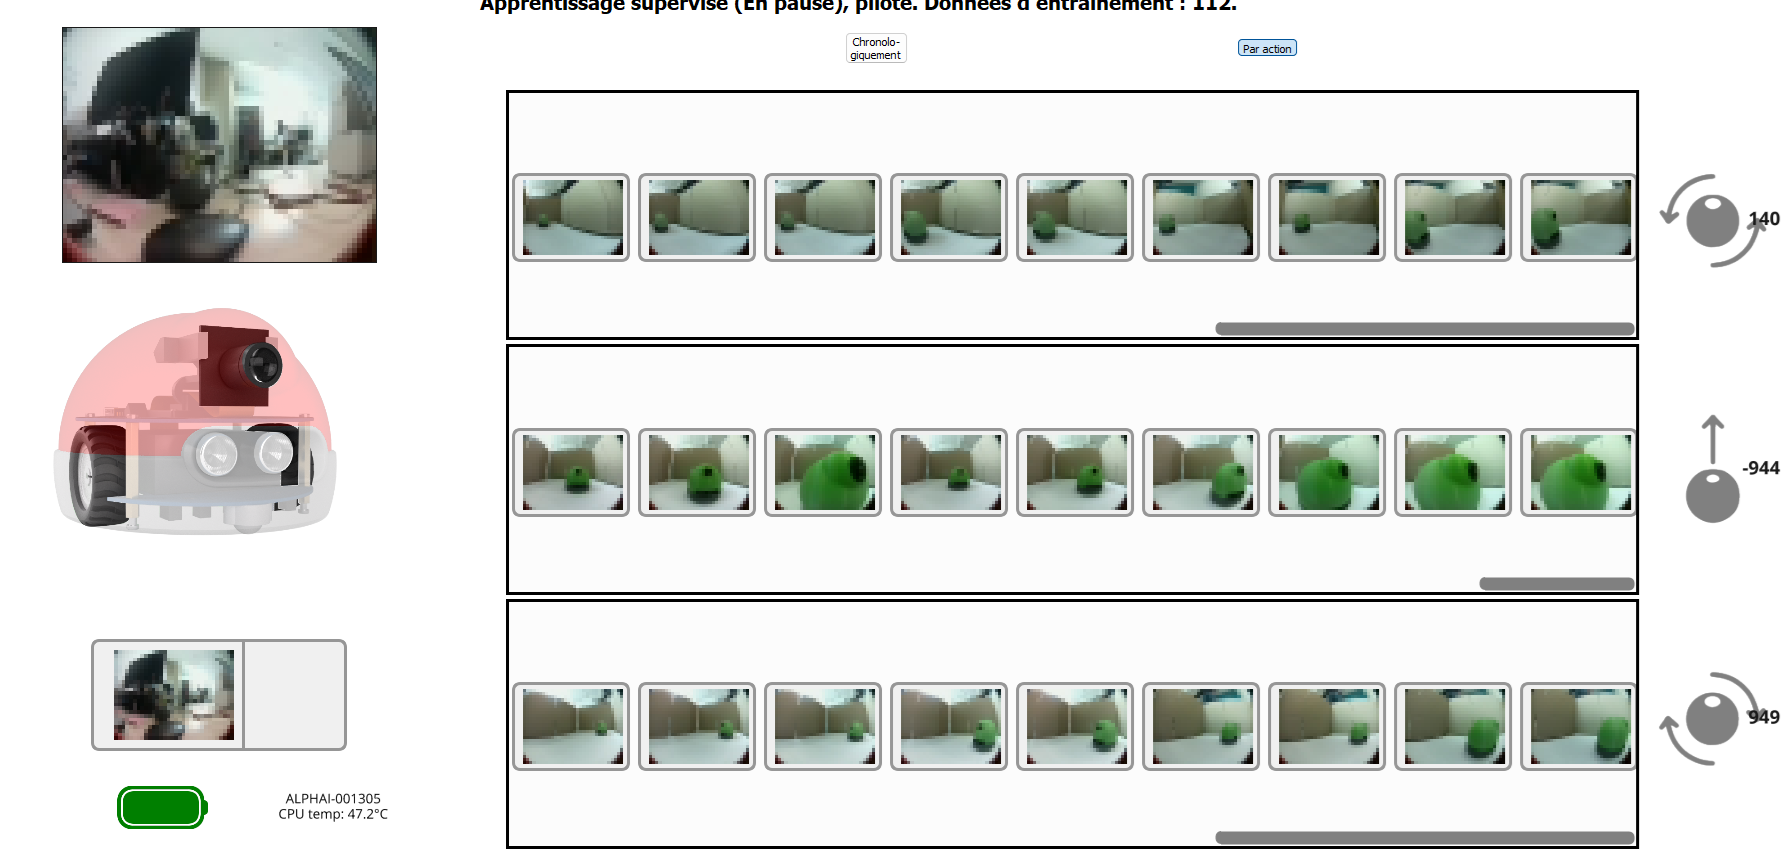 Apprentissage supervisé (En pause), piloté. Données d'entraînement : 112.
Chronolo-
giquement
Par action
140
-944
949
ALPHAI-001305
CPU temp: 47.2°C